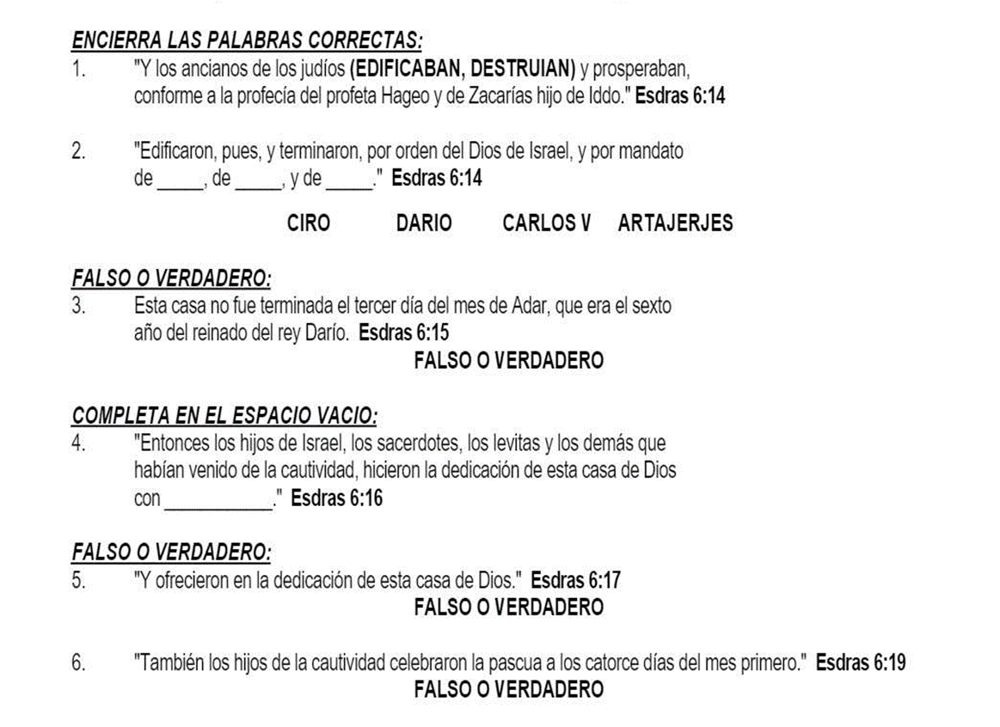 ENCIERRA LAS PALABRAS CORRECTAS:
1. "Y los ancianos de los judíos (EDIFICABAN, DESTRUIAN) y prosperaban,
conforme a la profecía del profeta Hageo y de Zacarías hijo de Iddo." Esdras 6:14
2. "Edificaron, pues, y terminaron, por orden del Dios de Israel, y por mandato
de _____, de _____, y de _____." Esdras 6:14
CIRO DARIO CARLOS V ARTAJERJES
FALSO O VERDADERO:
3. Esta casa no fue terminada el tercer día del mes de Adar, que era el sexto
año del reinado del rey Darío. Esdras 6:15
FALSO O VERDADERO
COMPLETA EN EL ESPACIO VACIO:
4. "Entonces los hijos de Israel, los sacerdotes, los levitas y los demás que
habían venido de la cautividad, hicieron la dedicación de esta casa de Dios
con ____________." Esdras 6:16
FALSO O VERDADERO:
5. "Y ofrecieron en la dedicación de esta casa de Dios." Esdras 6:17
FALSO O VERDADERO
6. "También los hijos de la cautividad celebraron la pascua a los catorce días del mes primero." Esdras 6:19
FALSO O VERDADERO